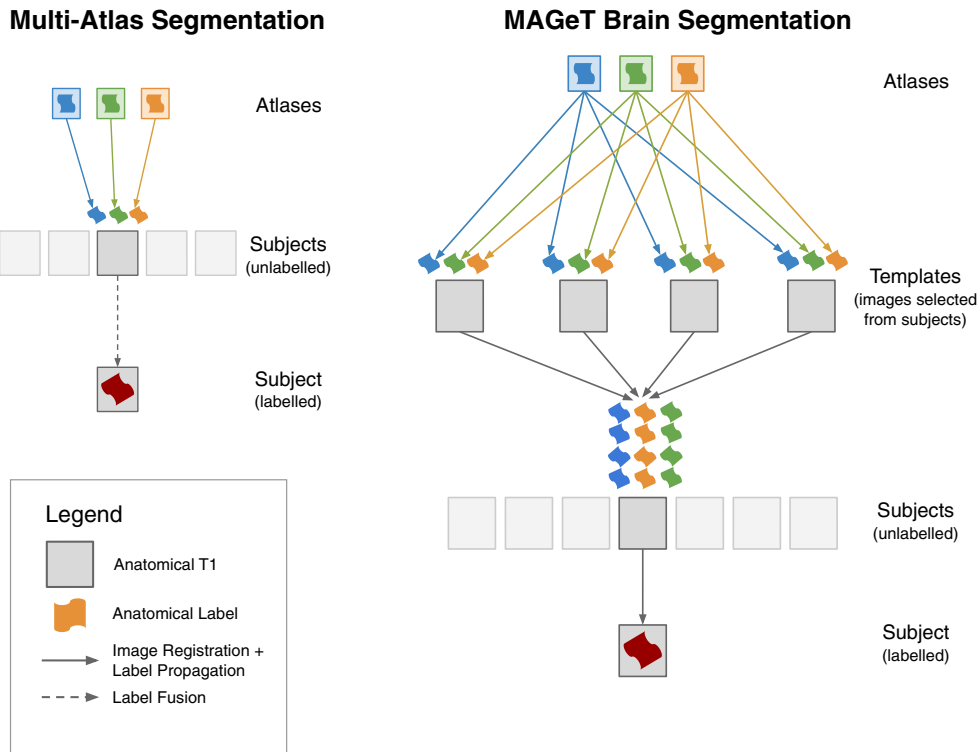 Multi-Atlas Segmentation
Atlases
Subjects
(unlabelled)
Subject
(labelled)
MAGeT Brain Segmentation
Atlases
Templates
(images selected
from subjects)
Subjects
(unlabelled)
Subject
(labelled)
Legend
Anatomical T1
Anatomical Label
Image Registration +
Label Propagation
Label Fusion